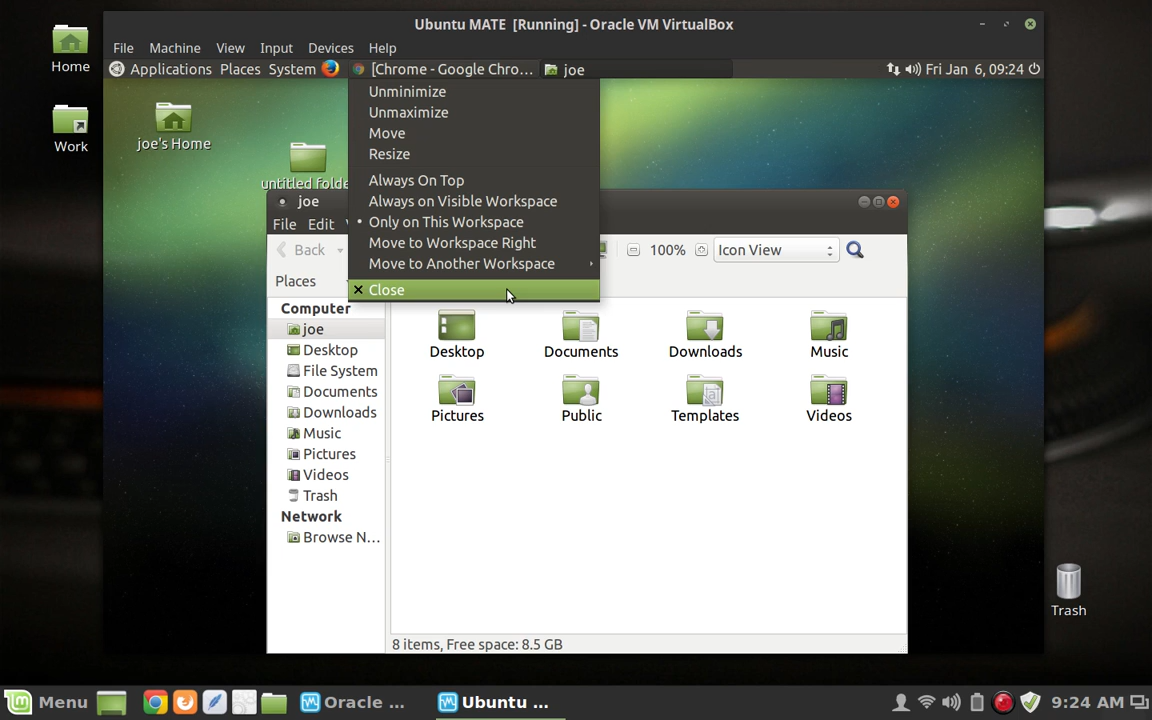 Ubuntu MATE [Running] - Oracle VM VirtualBox
File Machine View Input Devices Help
Applications Places System [Chrome - Google Chro... joe Fri Jan 6, 09:24
Home
Work
joe's Home
untitled folde
Unminimize
Unmaximize
Move
Resize
Always On Top
Always on Visible Workspace
• Only on This Workspace
Move to Workspace Right
Move to Another Workspace
Close
joe
File Edit
Back 100% Icon View
Places
Computer
joe
Desktop
File System
Documents
Downloads
Music
Pictures
Videos
Trash
Network
Browse N...
Desktop Documents Downloads Music
Pictures Public Templates Videos
8 items, Free space: 8.5 GB
Trash
Menu Oracle ... Ubuntu ... 9:24 AM